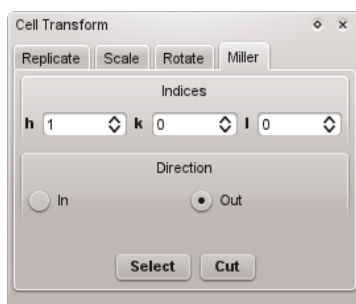 Cell Transform
Replicate Scale Rotate Miller
Indices
h 1 k 0 l 0
Direction
In Out
Select Cut